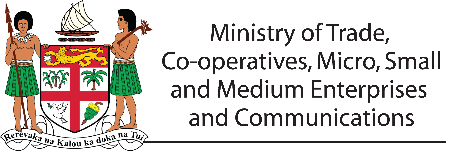 Ministry of Trade,
Co-operatives, Micro, Small
and Medium Enterprises
and Communications
Rerevaka na Kalou ka doka na Tui